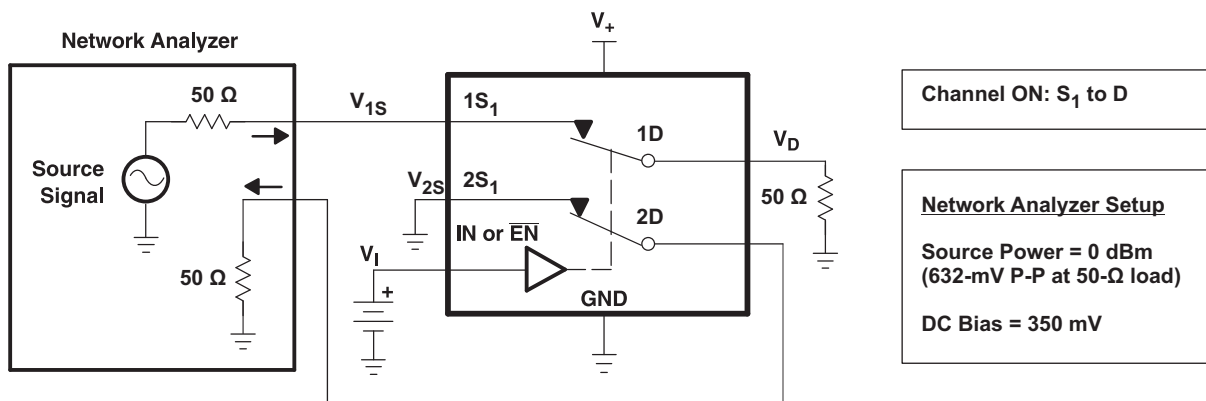 Network Analyzer
50 Ω
Source
Signal
50 Ω
V1S
V2S
VI
+
V+
1S1
1D
2S1
2D
IN or E̅N̅
GND
VD
50 Ω
Channel ON: S1 to D
Network Analyzer Setup
Source Power = 0 dBm
(632-mV P-P at 50-Ω load)
DC Bias = 350 mV